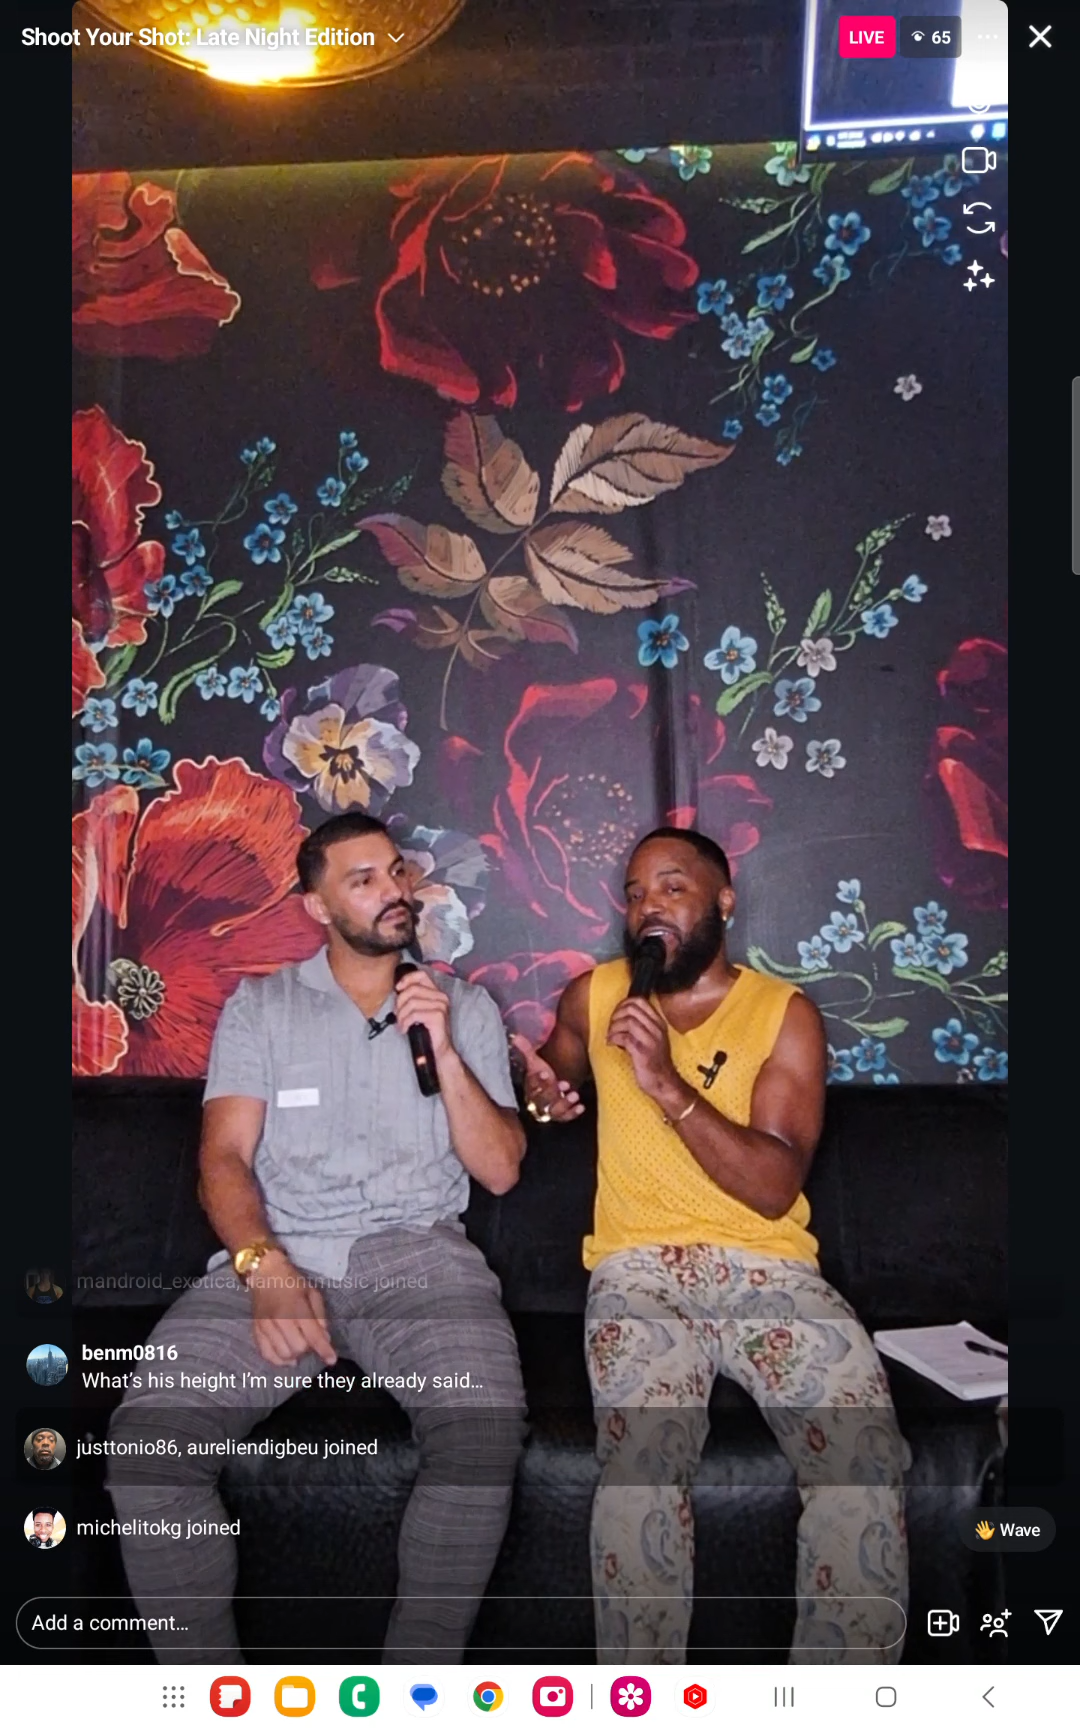 Shoot Your Shot: Late Night Edition
LIVE
65
mandroid_exotica, jlamontmusic joined
benm0816
What's his height I'm sure they already said...
justtonio86, aureliendigbeu joined
michelitokg joined
👋 Wave
Add a comment...